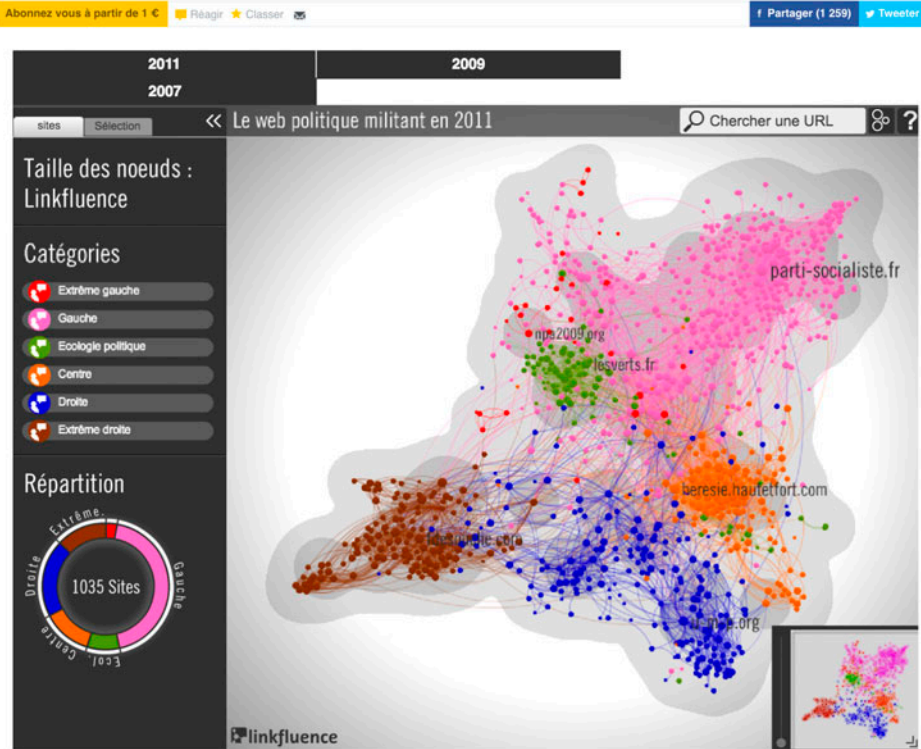 Abonnez vous à partir de 1 €
Réagir
Classer
Partager (1 259)
Tweeter
2011
2009
2007
sites
Sélection
Le web politique militant en 2011
Chercher une URL
?
Taille des noeuds :
Linkfluence
Catégories
Extrême gauche
Gauche
Ecologie politique
Centre
Droite
Extrême droite
Répartition
Extrême.
Gauche
Ecol.
Centre
Droite
1035 Sites
parti-socialiste.fr
npa2009.org
lesverts.fr
heresie.hautetfort.com
linkfluence